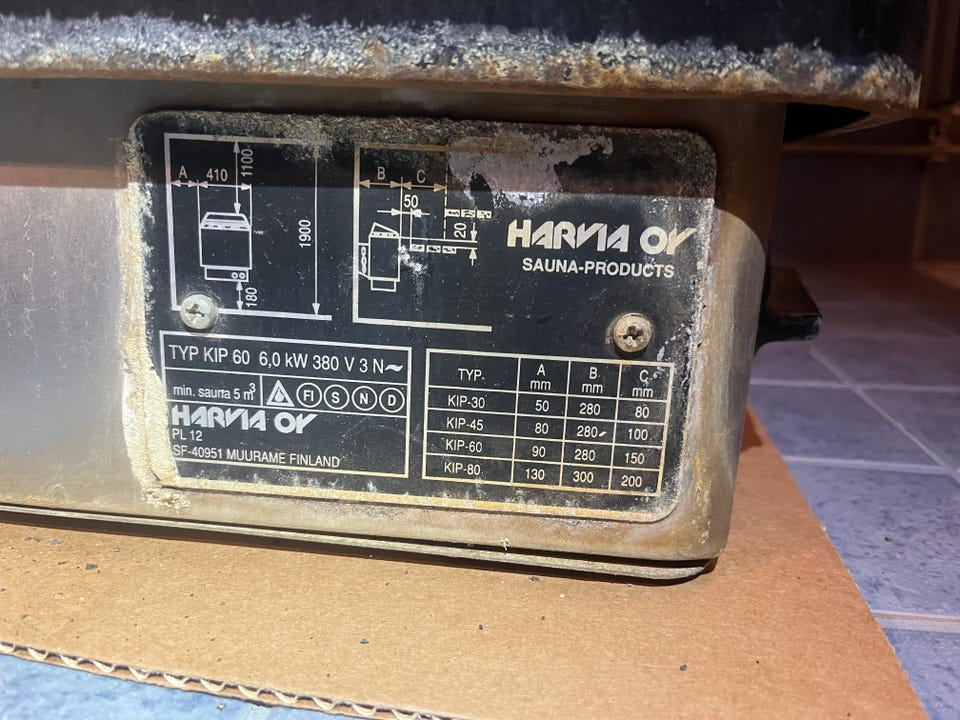 A 410 1100
1900
180
B C
50
20
HARVIA OY
SAUNA-PRODUCTS
TYP KIP 60 6,0 kW 380 V 3 N~
min. sauna 5 m³ FI S N D
HARVIA OY
PL 12
SF-40951 MUURAME FINLAND
TYP. A mm B mm C mm
KIP-30 50 280 80
KIP-45 80 280 100
KIP-60 90 280 150
KIP-80 130 300 200